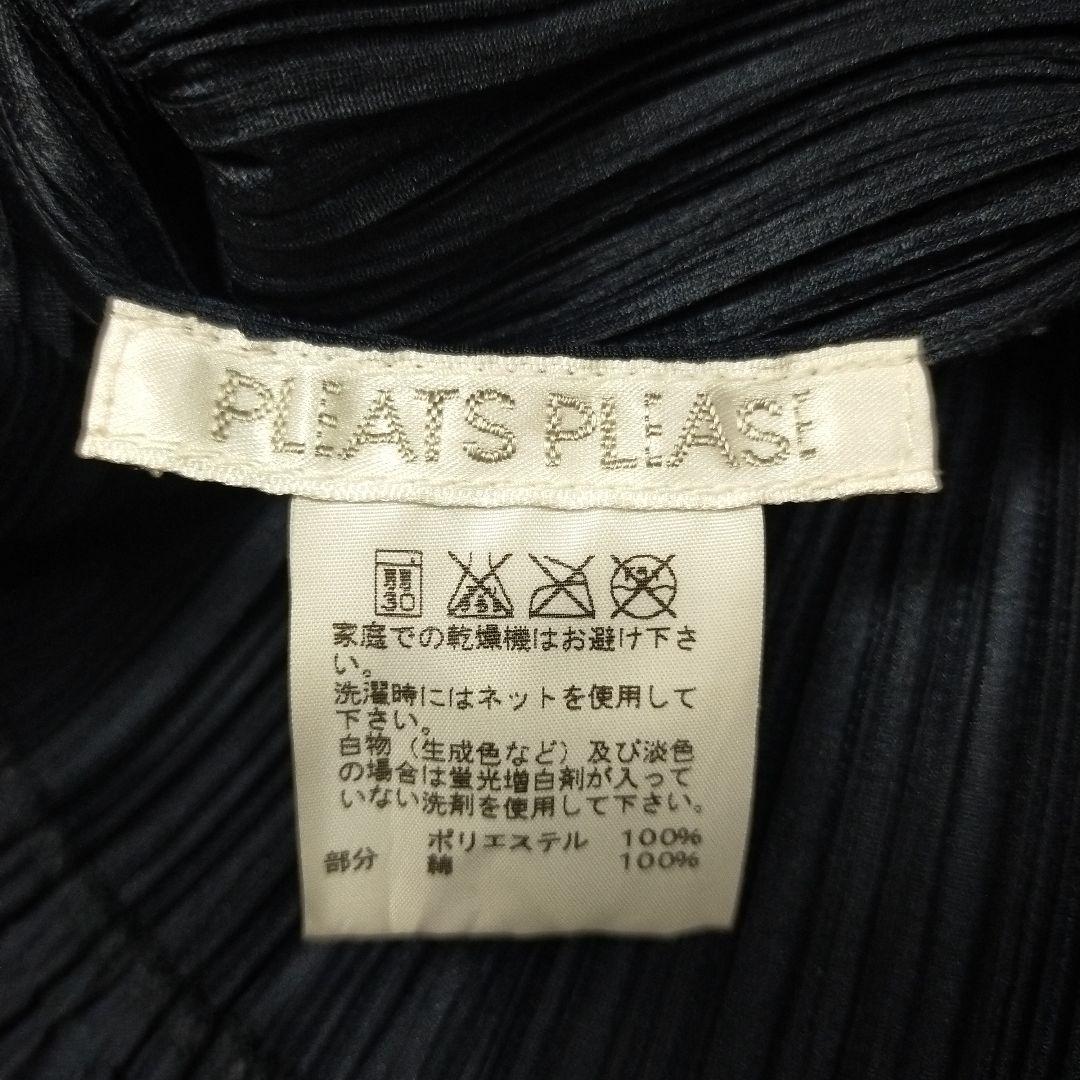 PLEATS PLEASE
弱
30
家庭での乾燥機はお避け下さ
い。
洗濯時にはネットを使用して
下さい。
白物（生成色など）及び淡色
の場合は蛍光増白剤が入って
いない洗剤を使用して下さい。
ポリエステル 100%
部分 綿 100%